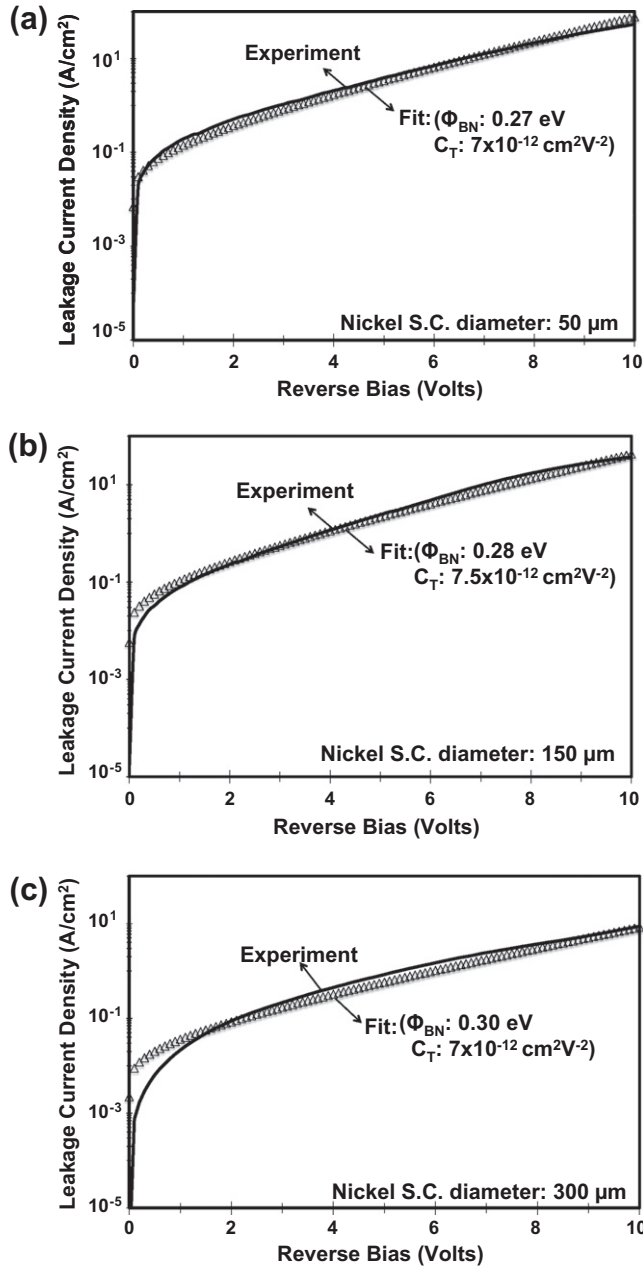 (a)
Leakage Current Density (A/cm²)
10¹
10⁻¹
10⁻³
10⁻⁵
Experiment
Fit:(Φ_BN: 0.27 eV
C_T: 7x10⁻¹² cm²V⁻²)
Nickel S.C. diameter: 50 µm
0 2 4 6 8 10
Reverse Bias (Volts)
(b)
Leakage Current Density (A/cm²)
10¹
10⁻¹
10⁻³
10⁻⁵
Experiment
Fit:(Φ_BN: 0.28 eV
C_T: 7.5x10⁻¹² cm²V⁻²)
Nickel S.C. diameter: 150 µm
0 2 4 6 8 10
Reverse Bias (Volts)
(c)
Leakage Current Density (A/cm²)
10¹
10⁻¹
10⁻³
10⁻⁵
Experiment
Fit:(Φ_BN: 0.30 eV
C_T: 7x10⁻¹² cm²V⁻²)
Nickel S.C. diameter: 300 µm
0 2 4 6 8 10
Reverse Bias (Volts)